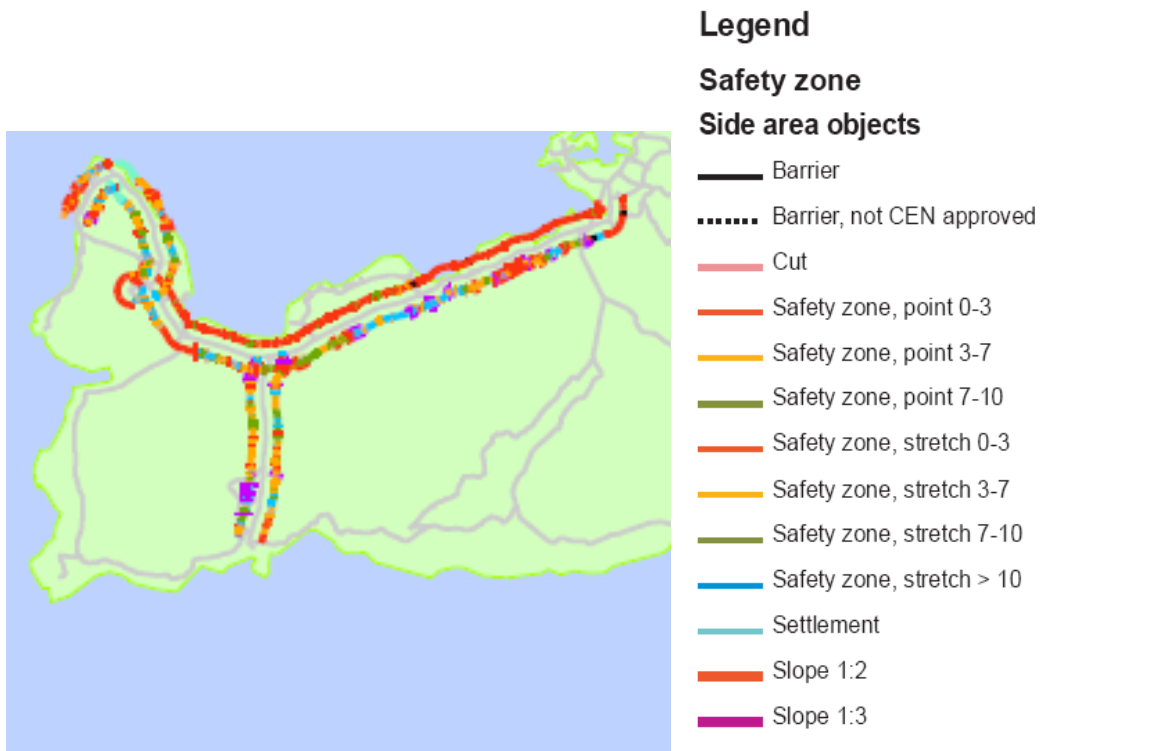 Legend
Safety zone
Side area objects
Barrier
Barrier, not CEN approved
Cut
Safety zone, point 0-3
Safety zone, point 3-7
Safety zone, point 7-10
Safety zone, stretch 0-3
Safety zone, stretch 3-7
Safety zone, stretch 7-10
Safety zone, stretch > 10
Settlement
Slope 1:2
Slope 1:3